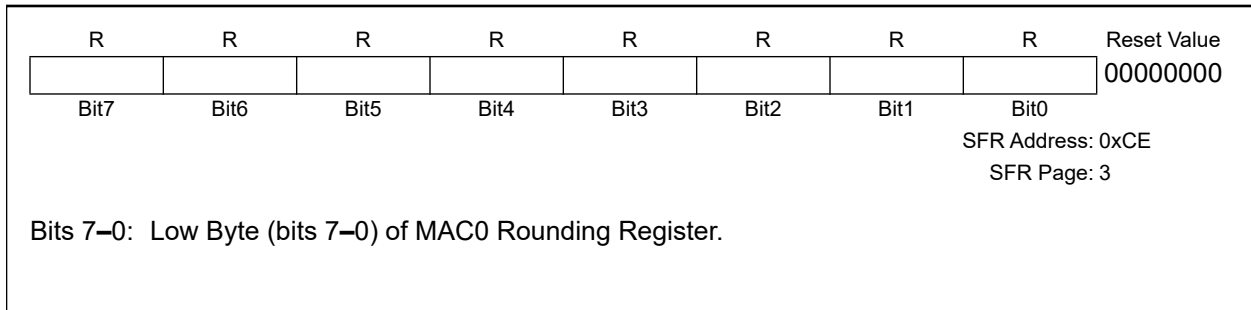 R R R R R R R R Reset Value
00000000
Bit7 Bit6 Bit5 Bit4 Bit3 Bit2 Bit1 Bit0
SFR Address: 0xCE
SFR Page: 3
Bits 7–0: Low Byte (bits 7–0) of MAC0 Rounding Register.